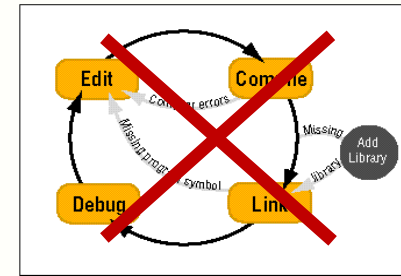 Edit
Compile
Compiler errors
Missing
Add
Library
library
Missing program symbol
Debug
Link